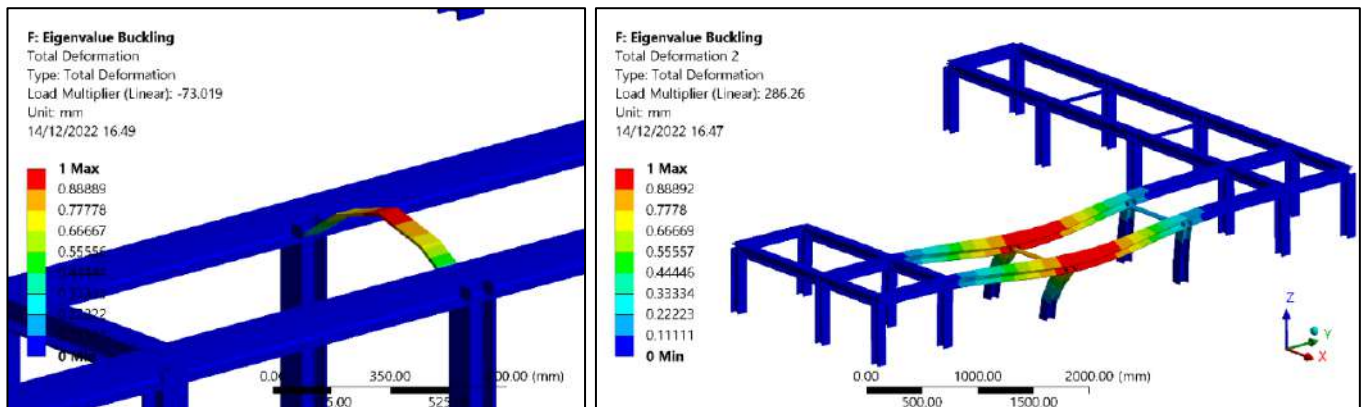 F: Eigenvalue Buckling
Total Deformation
Type: Total Deformation
Load Multiplier (Linear): -73.019
Unit: mm
14/12/2022 16.49
1 Max
0.88889
0.77778
0.66667
0.55556
0 Min
350.00
(mm)
F: Eigenvalue Buckling
Total Deformation 2
Type: Total Deformation
Load Multiplier (Linear): 286.26
Unit: mm
14/12/2022 16.47
1 Max
0.88892
0.7778
0.66669
0.55557
0.44446
0.33334
0.22223
0.11111
0 Min
0.00 1000.00 2000.00 (mm)
500.00 1500.00
Z
Y
X